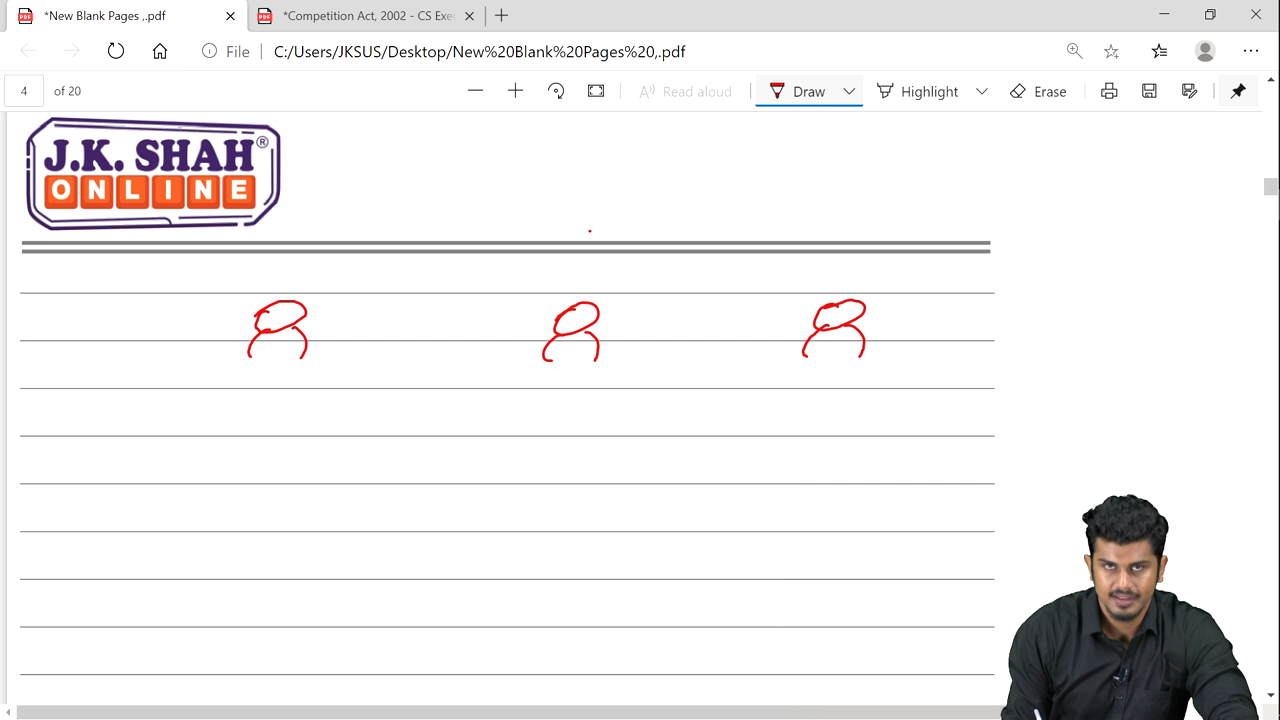 *New Blank Pages ,.pdf
*Competition Act, 2002 - CS Exec
File
C:/Users/JKSUS/Desktop/New%20Blank%20Pages%20,.pdf
4 of 20
Read aloud
Draw
Highlight
Erase
J.K. SHAH®
ONLINE